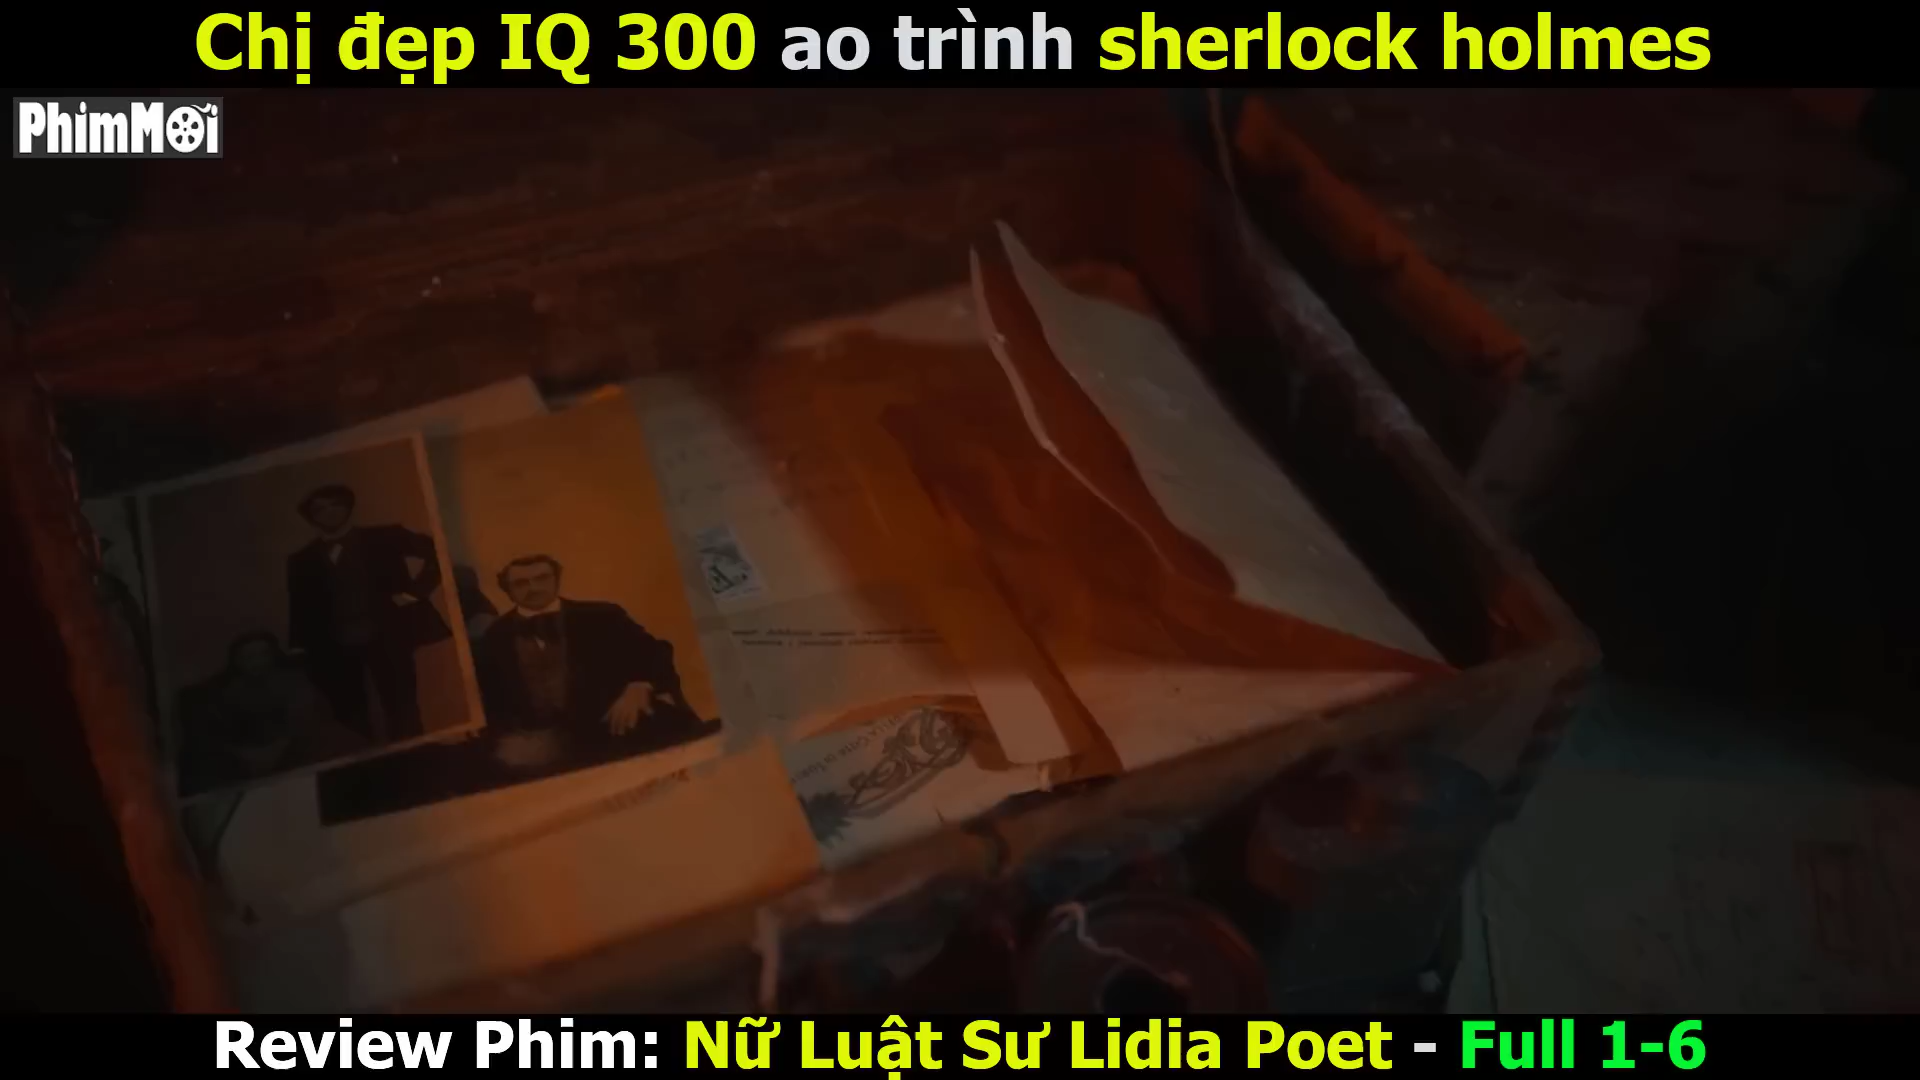 Chị đẹp IQ 300 ao trình sherlock holmes
PhimMới
Review Phim: Nữ Luật Sư Lidia Poet - Full 1-6